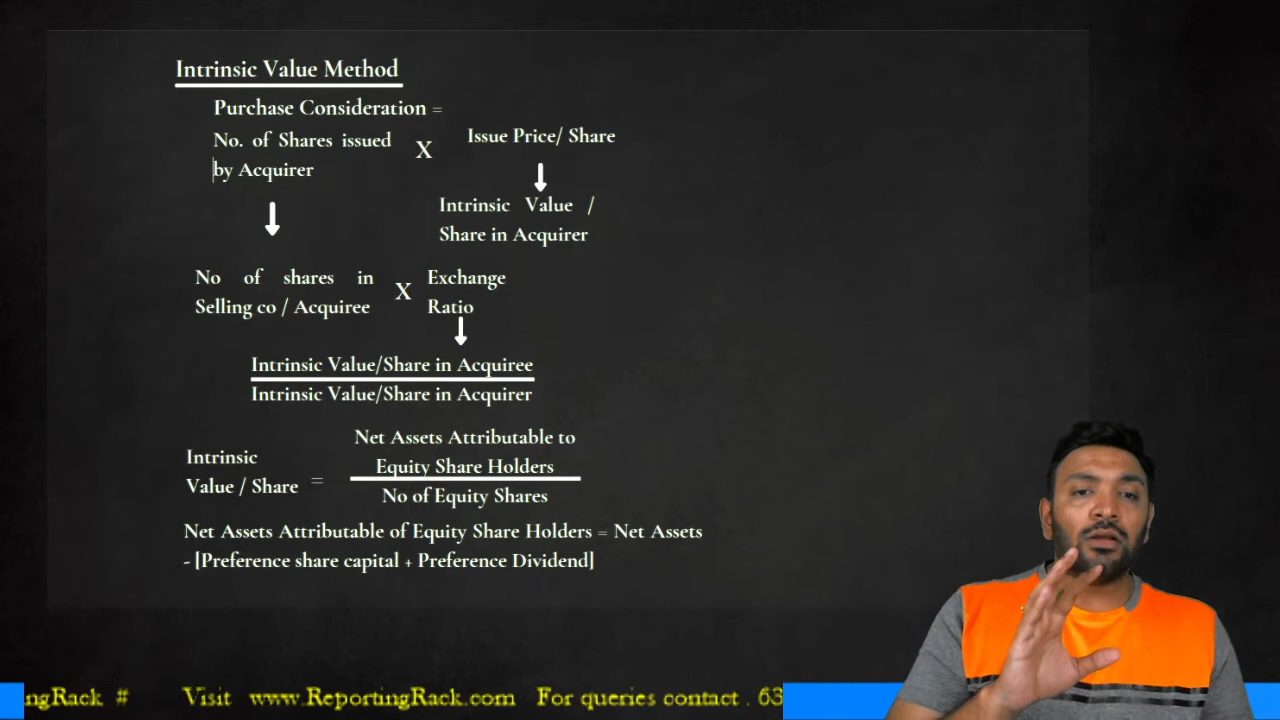 Intrinsic Value Method
Purchase Consideration =
No. of Shares issued
by Acquirer
X
Issue Price/ Share
Intrinsic Value /
Share in Acquirer
No of shares in
Selling co / Acquiree
X
Exchange
Ratio
Intrinsic Value/Share in Acquiree
Intrinsic Value/Share in Acquirer
Intrinsic
Value / Share
=
Net Assets Attributable to
Equity Share Holders
No of Equity Shares
Net Assets Attributable of Equity Share Holders = Net Assets
- [Preference share capital + Preference Dividend]
ngRack # Visit www.ReportingRack.com For queries contact . 63